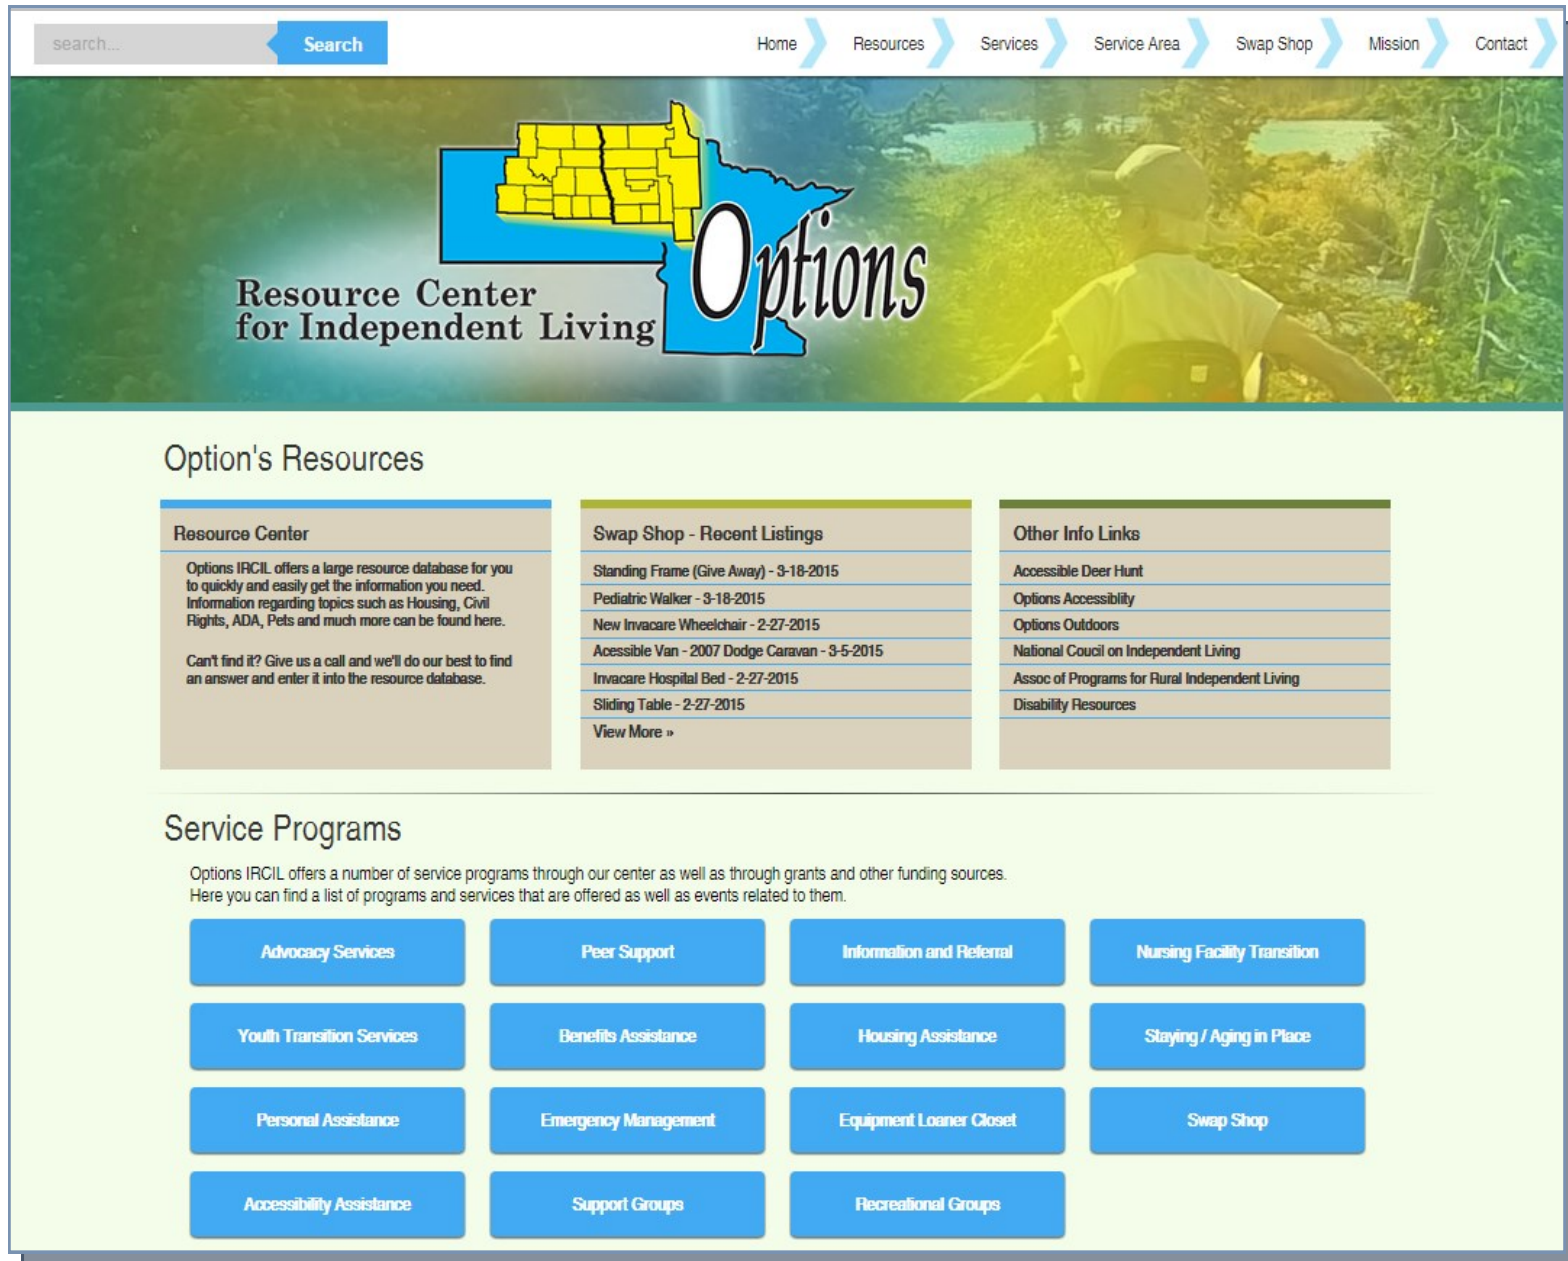 search...
Search
Home
Resources
Services
Service Area
Swap Shop
Mission
Contact
Resource Center
for Independent Living
Options
Option's Resources
Resource Center
Options IRCIL offers a large resource database for you
to quickly and easily get the information you need.
Information regarding topics such as Housing, Civil
Rights, ADA, Pets and much more can be found here.
Can't find it? Give us a call and we'll do our best to find
an answer and enter it into the resource database.
Swap Shop - Recent Listings
Standing Frame (Give Away) - 3-18-2015
Pediatric Walker - 3-18-2015
New Invacare Wheelchair - 2-27-2015
Acessible Van - 2007 Dodge Caravan - 3-5-2015
Invacare Hospital Bed - 2-27-2015
Sliding Table - 2-27-2015
View More »
Other Info Links
Accessible Deer Hunt
Options Accessiblity
Options Outdoors
National Coucil on Independent Living
Assoc of Programs for Rural Independent Living
Disability Resources
Service Programs
Options IRCIL offers a number of service programs through our center as well as through grants and other funding sources.
Here you can find a list of programs and services that are offered as well as events related to them.
Advocacy Services
Peer Support
Information and Referral
Nursing Facility Transition
Youth Transition Services
Benefits Assistance
Housing Assistance
Staying / Aging in Place
Personal Assistance
Emergency Management
Equipment Loaner Closet
Swap Shop
Accessibility Assistance
Support Groups
Recreational Groups